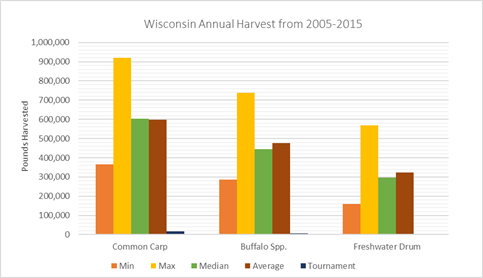 Wisconsin Annual Harvest from 2005-2015
1,000,000
900,000
800,000
700,000
600,000
500,000
400,000
300,000
200,000
100,000
0
Pounds Harvested
Common Carp Buffalo Spp. Freshwater Drum
Min Max Median Average Tournament